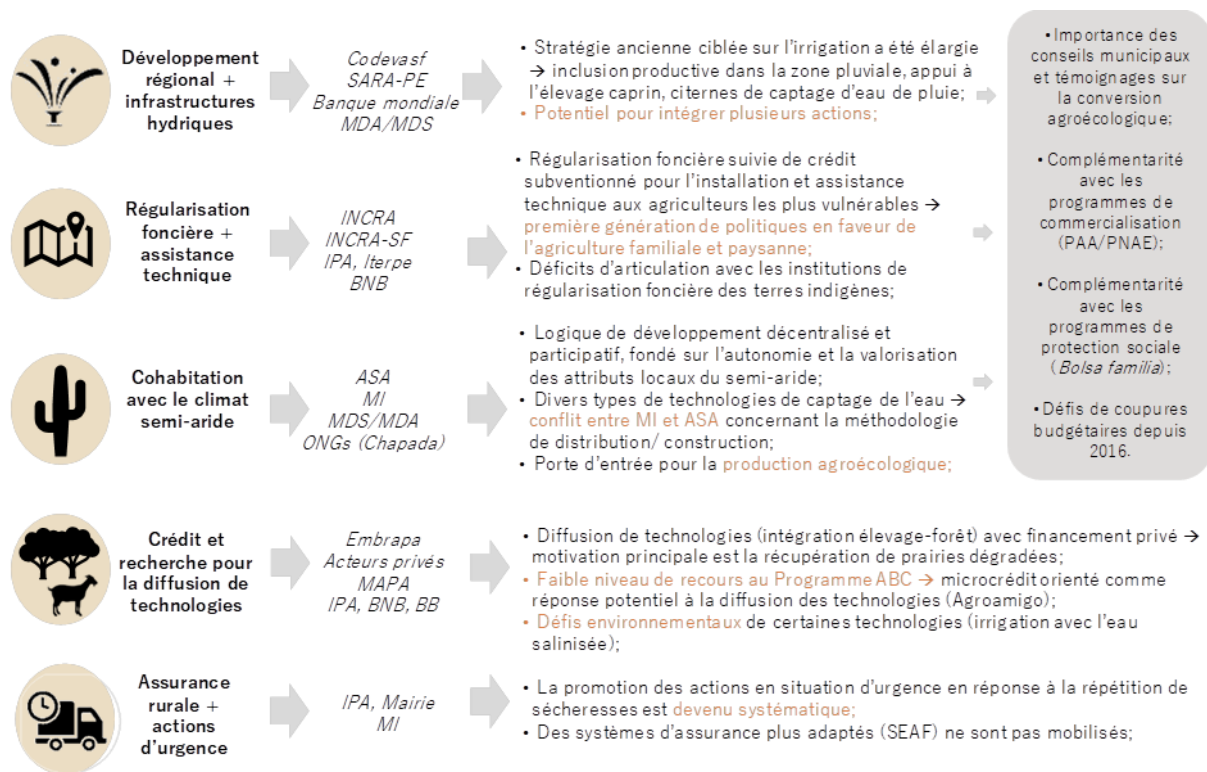 Développement
régional +
infrastructures
hydriques
Codevasf
SARA-PE
Banque mondiale
MDA/MDS
• Stratégie ancienne ciblée sur l'irrigation a été élargie
→ inclusion productive dans la zone pluviale, appui à
l'élevage caprin, citernes de captage d'eau de pluie;
• Potentiel pour intégrer plusieurs actions;
Régularisation
foncière +
assistance
technique
INCRA
INCRA-SF
IPA, Iterpe
BNB
• Régularisation foncière suivie de crédit
subventionné pour l'installation et assistance
technique aux agriculteurs les plus vulnérables →
première génération de politiques en faveur de
l'agriculture familiale et paysanne;
• Déficits d'articulation avec les institutions de
régularisation foncière des terres indigènes;
Cohabitation
avec le climat
semi-aride
ASA
MI
MDS/MDA
ONGs (Chapada)
• Logique de développement décentralisé et
participatif, fondé sur l'autonomie et la valorisation
des attributs locaux du semi-aride;
• Divers types de technologies de captage de l'eau →
conflit entre MI et ASA concernant la méthodologie
de distribution/ construction;
• Porte d'entrée pour la production agroécologique;
• Importance des
conseils municipaux
et témoignages sur
la conversion
agroécologique;
• Complémentarité
avec les
programmes de
commercialisation
(PAA/PNAE);
• Complémentarité
avec les
programmes de
protection sociale
(Bolsa familia);
• Défis de coupures
budgétaires depuis
2016.
Crédit et
recherche pour
la diffusion de
technologies
Embrapa
Acteurs privés
MAPA
IPA, BNB, BB
• Diffusion de technologies (intégration élevage-forêt) avec financement privé →
motivation principale est la récupération de prairies dégradées;
• Faible niveau de recours au Programme ABC → microcrédit orienté comme
réponse potentiel à la diffusion des technologies (Agroamigo);
• Défis environnementaux de certaines technologies (irrigation avec l'eau
salinisée);
Assurance
rurale +
actions
d'urgence
IPA, Mairie
MI
• La promotion des actions en situation d'urgence en réponse à la répétition de
sécheresses est devenu systématique;
• Des systèmes d'assurance plus adaptés (SEAF) ne sont pas mobilisés;